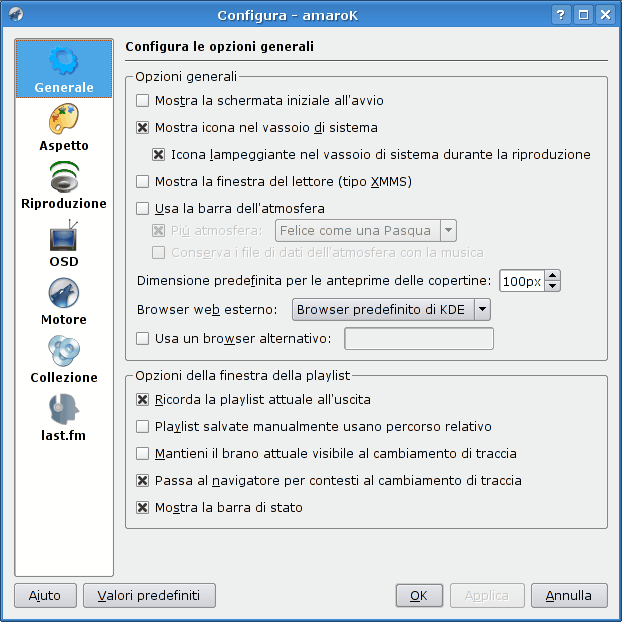 Configura - amaroK
Configura le opzioni generali
Generale
Aspetto
Riproduzione
OSD
Motore
Collezione
last.fm
Opzioni generali
Mostra la schermata iniziale all'avvio
Mostra icona nel vassoio di sistema
Icona lampeggiante nel vassoio di sistema durante la riproduzione
Mostra la finestra del lettore (tipo XMMS)
Usa la barra dell'atmosfera
Più atmosfera: Felice come una Pasqua
Conserva i file di dati dell'atmosfera con la musica
Dimensione predefinita per le anteprime delle copertine: 100px
Browser web esterno: Browser predefinito di KDE
Usa un browser alternativo:
Opzioni della finestra della playlist
Ricorda la playlist attuale all'uscita
Playlist salvate manualmente usano percorso relativo
Mantieni il brano attuale visibile al cambiamento di traccia
Passa al navigatore per contesti al cambiamento di traccia
Mostra la barra di stato
Aiuto Valori predefiniti OK Applica Annulla